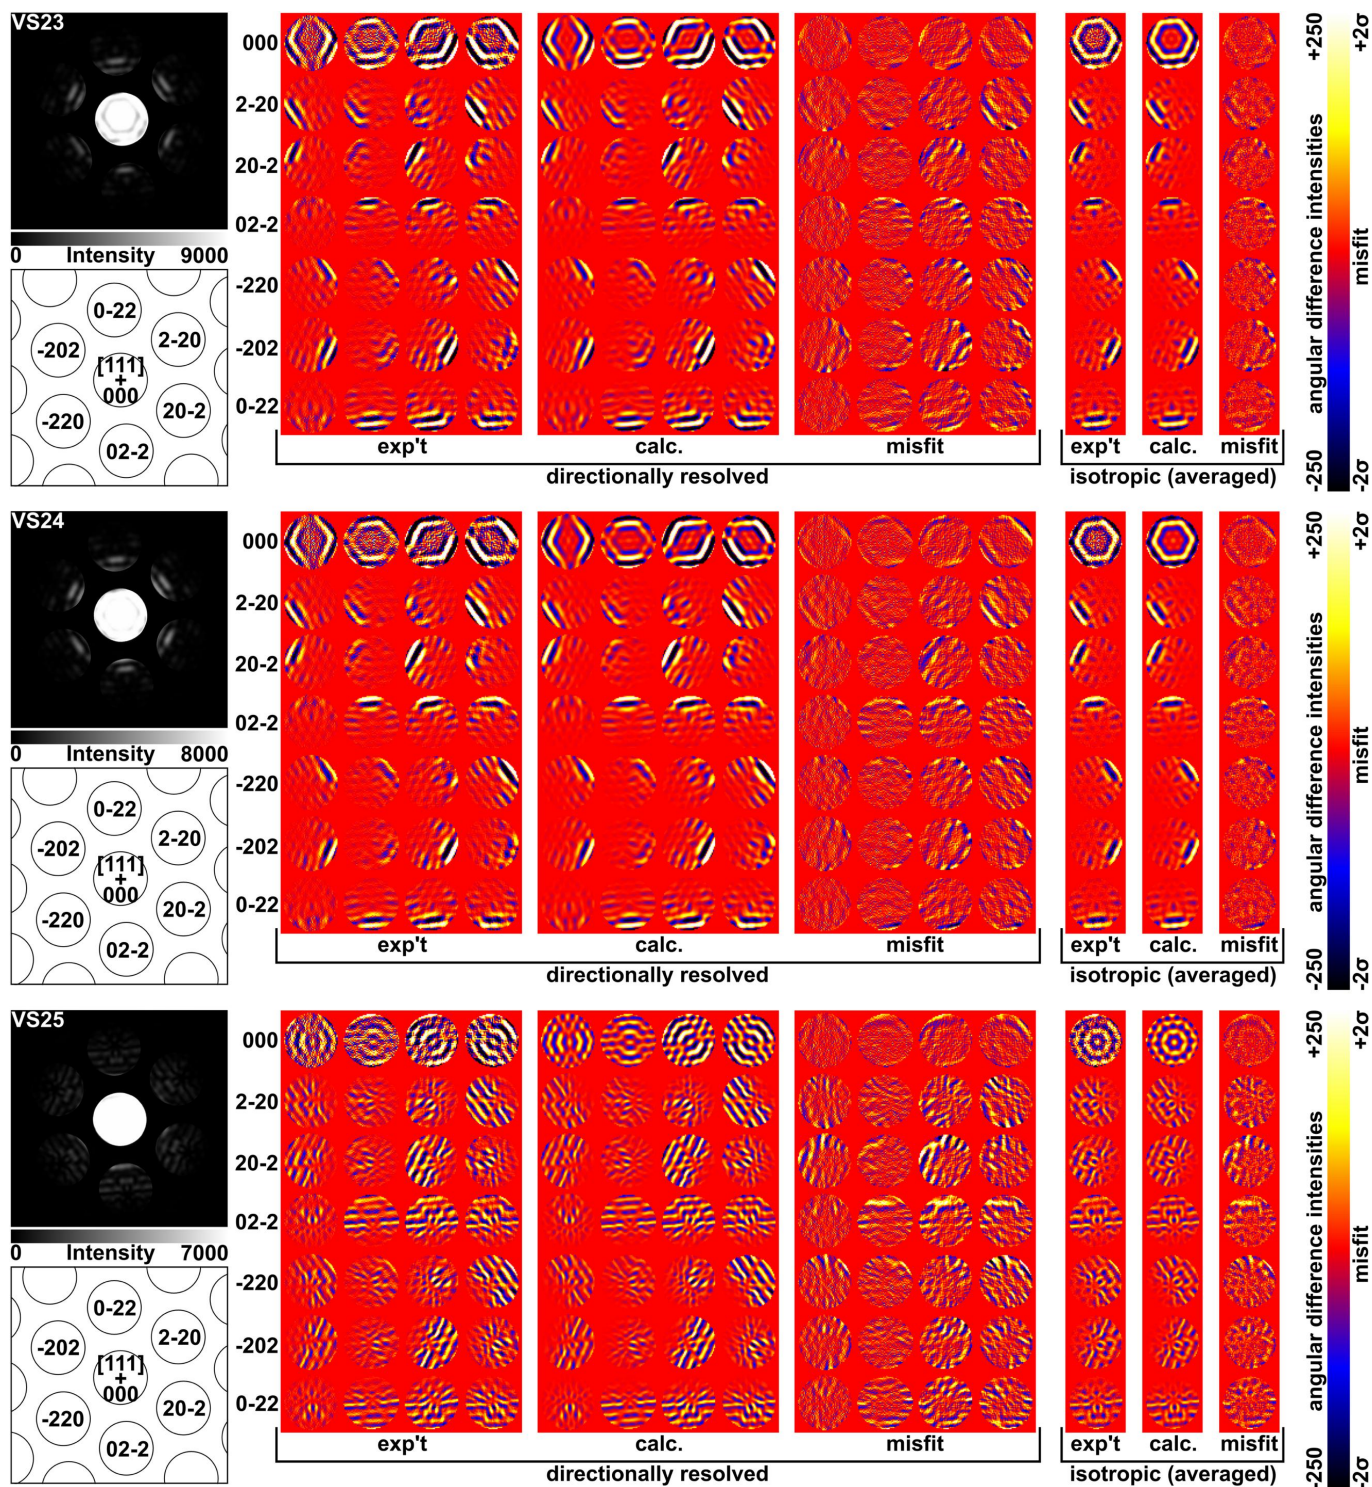 VS23
0 Intensity 9000
0-22
-202 2-20
[111]
+
000
-220 20-2
02-2
000
2-20
20-2
02-2
-220
-202
0-22
exp't calc. misfit
directionally resolved
exp't calc. misfit
isotropic (averaged)
-250 angular difference intensities +250
-2σ misfit +2σ
VS24
0 Intensity 8000
0-22
-202 2-20
[111]
+
000
-220 20-2
02-2
000
2-20
20-2
02-2
-220
-202
0-22
exp't calc. misfit
directionally resolved
exp't calc. misfit
isotropic (averaged)
-250 angular difference intensities +250
-2σ misfit +2σ
VS25
0 Intensity 7000
0-22
-202 2-20
[111]
+
000
-220 20-2
02-2
000
2-20
20-2
02-2
-220
-202
0-22
exp't calc. misfit
directionally resolved
exp't calc. misfit
isotropic (averaged)
-250 angular difference intensities +250
-2σ misfit +2σ